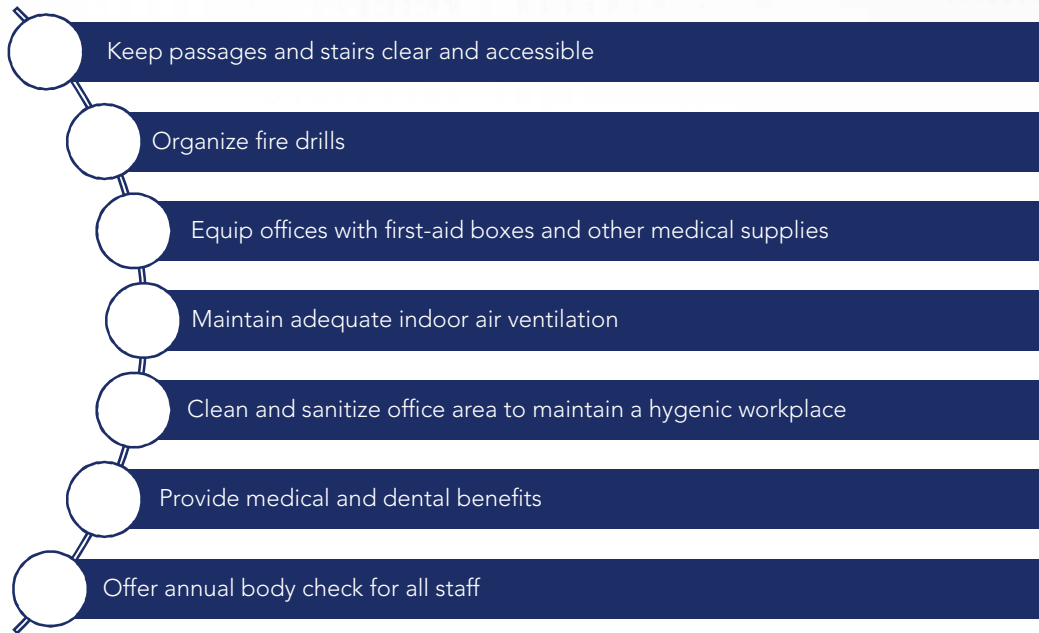 Keep passages and stairs clear and accessible
Organize fire drills
Equip offices with first-aid boxes and other medical supplies
Maintain adequate indoor air ventilation
Clean and sanitize office area to maintain a hygenic workplace
Provide medical and dental benefits
Offer annual body check for all staff